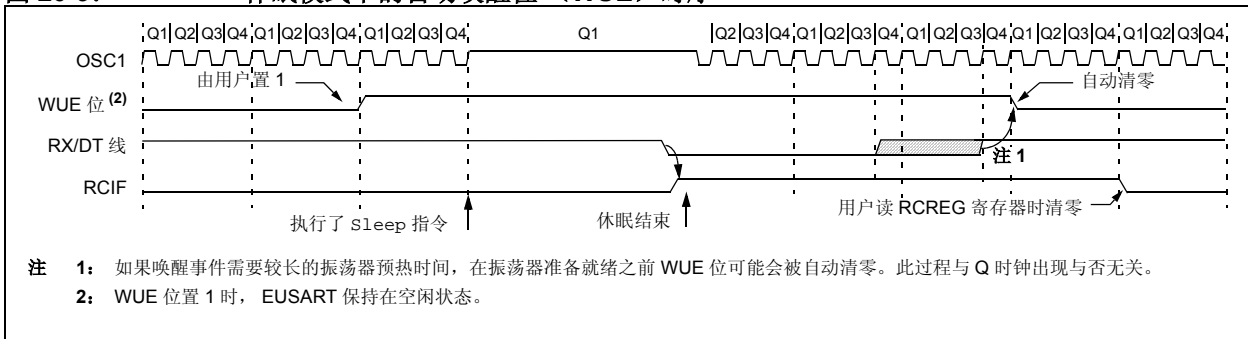 Q1 Q2 Q3 Q4 Q1 Q2 Q3 Q4 Q1 Q2 Q3 Q4 Q1 Q2 Q3 Q4 Q1 Q2 Q3 Q4 Q1 Q2 Q3 Q4 Q1 Q2 Q3 Q4
OSC1
由用户置 1
自动清零
WUE 位 (2)
RX/DT 线
注 1
RCIF
执行了 Sleep 指令
休眠结束
用户读 RCREG 寄存器时清零
注 1： 如果唤醒事件需要较长的振荡器预热时间，在振荡器准备就绪之前 WUE 位可能会被自动清零。此过程与 Q 时钟出现与否无关。
2： WUE 位置 1 时， EUSART 保持在空闲状态。